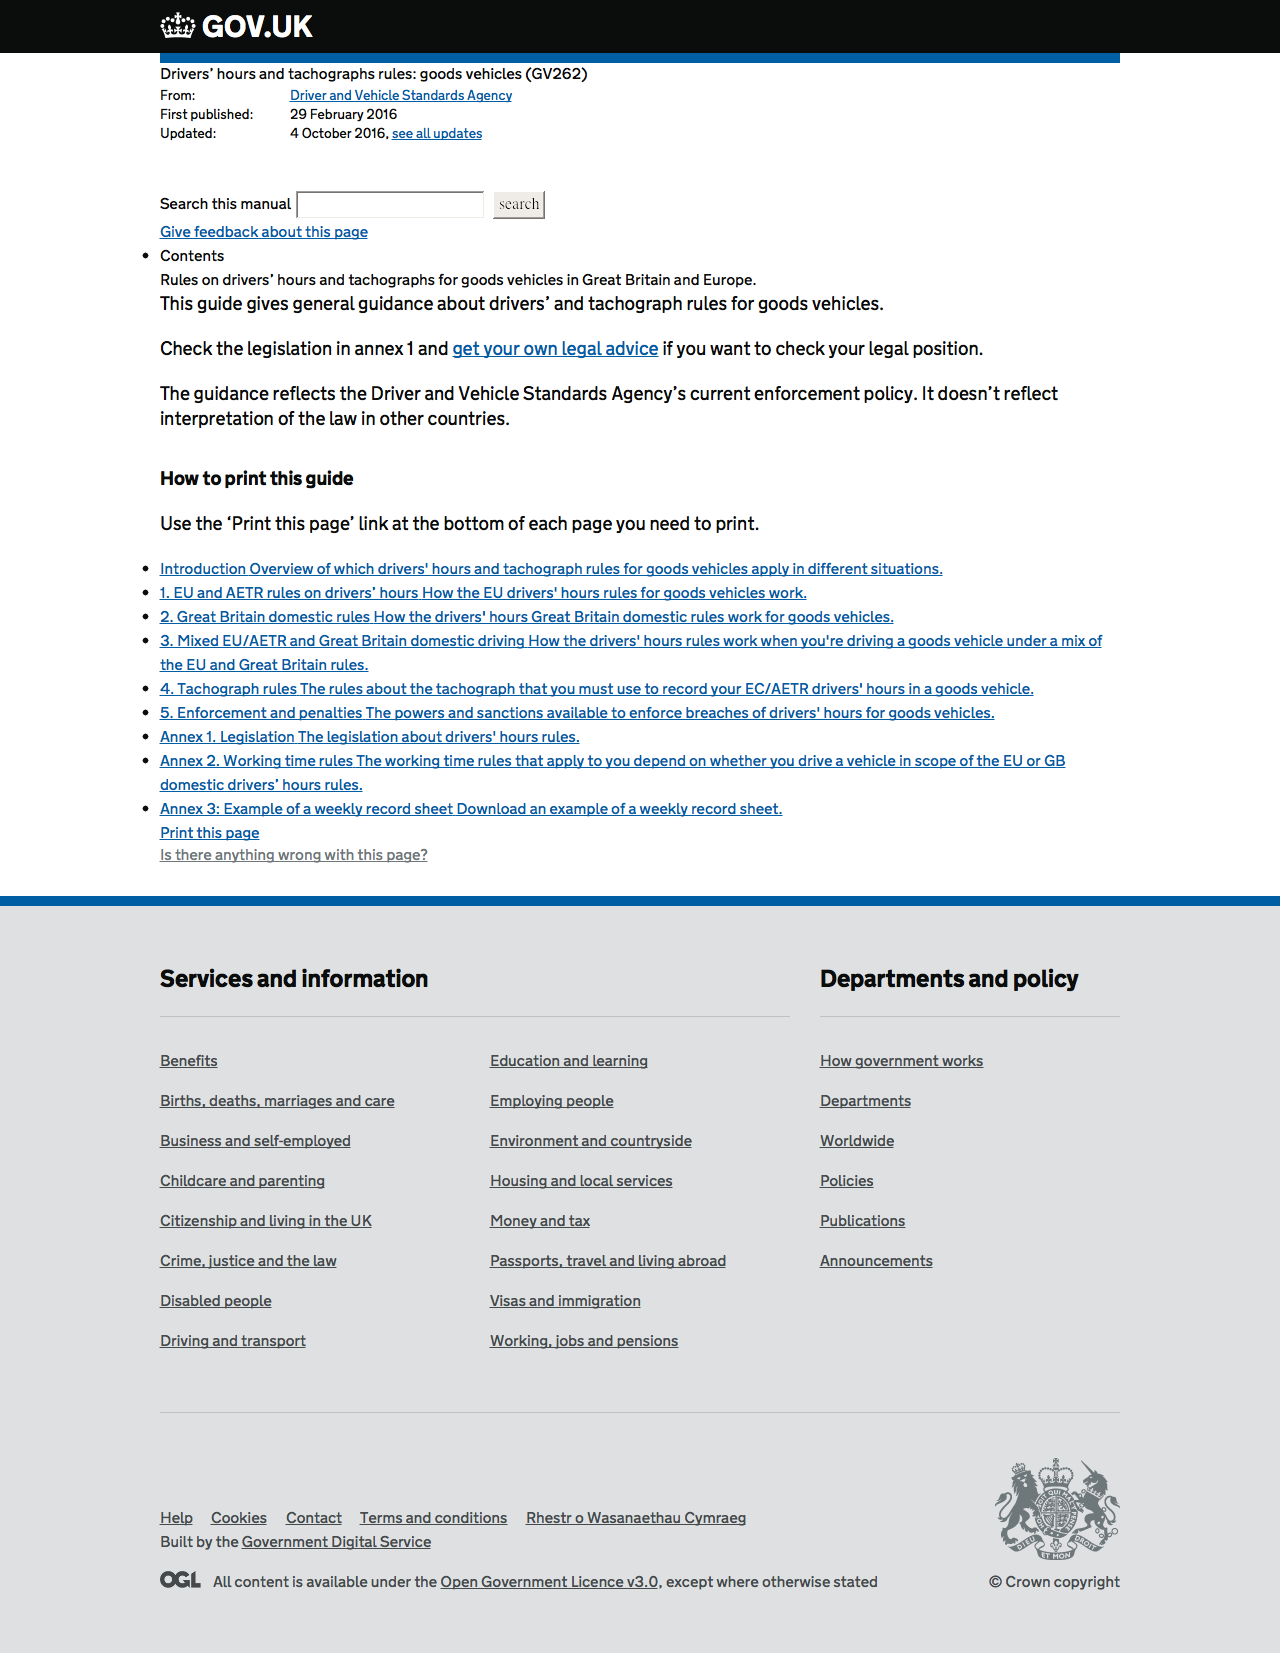 GOV.UK
Drivers’ hours and tachographs rules: goods vehicles (GV262)
From: Driver and Vehicle Standards Agency
First published: 29 February 2016
Updated: 4 October 2016, see all updates
Search this manual search
Give feedback about this page
• Contents
Rules on drivers’ hours and tachographs for goods vehicles in Great Britain and Europe.
This guide gives general guidance about drivers’ and tachograph rules for goods vehicles.
Check the legislation in annex 1 and get your own legal advice if you want to check your legal position.
The guidance reflects the Driver and Vehicle Standards Agency’s current enforcement policy. It doesn’t reflect
interpretation of the law in other countries.
How to print this guide
Use the ‘Print this page’ link at the bottom of each page you need to print.
• Introduction Overview of which drivers' hours and tachograph rules for goods vehicles apply in different situations.
• 1. EU and AETR rules on drivers’ hours How the EU drivers' hours rules for goods vehicles work.
• 2. Great Britain domestic rules How the drivers' hours Great Britain domestic rules work for goods vehicles.
• 3. Mixed EU/AETR and Great Britain domestic driving How the drivers' hours rules work when you're driving a goods vehicle under a mix of
the EU and Great Britain rules.
• 4. Tachograph rules The rules about the tachograph that you must use to record your EC/AETR drivers' hours in a goods vehicle.
• 5. Enforcement and penalties The powers and sanctions available to enforce breaches of drivers' hours for goods vehicles.
• Annex 1. Legislation The legislation about drivers' hours rules.
• Annex 2. Working time rules The working time rules that apply to you depend on whether you drive a vehicle in scope of the EU or GB
domestic drivers’ hours rules.
• Annex 3: Example of a weekly record sheet Download an example of a weekly record sheet.
Print this page
Is there anything wrong with this page?
Services and information
Benefits
Births, deaths, marriages and care
Business and self-employed
Childcare and parenting
Citizenship and living in the UK
Crime, justice and the law
Disabled people
Driving and transport
Education and learning
Employing people
Environment and countryside
Housing and local services
Money and tax
Passports, travel and living abroad
Visas and immigration
Working, jobs and pensions
Departments and policy
How government works
Departments
Worldwide
Policies
Publications
Announcements
Help Cookies Contact Terms and conditions Rhestr o Wasanaethau Cymraeg
Built by the Government Digital Service
OGL All content is available under the Open Government Licence v3.0, except where otherwise stated
DIEU ET MON DROIT
© Crown copyright